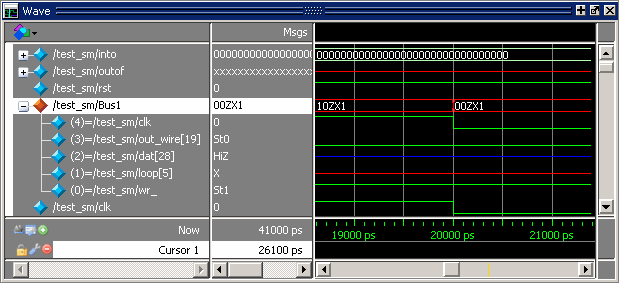 Wave
Msgs
/test_sm/into 00000000000000000 00000000000000000000000000000000
/test_sm/outof xxxxxxxxxxxxxxxxx
/test_sm/rst 0
/test_sm/Bus1 00ZX1 10ZX1 00ZX1
(4)=/test_sm/clk 0
(3)=/test_sm/out_wire[19] St0
(2)=/test_sm/dat[28] HiZ
(1)=/test_sm/loop[5] X
(0)=/test_sm/wr_ St1
/test_sm/clk 0
Now 41000 ps 19000 ps 20000 ps 21000 ps
Cursor 1 26100 ps